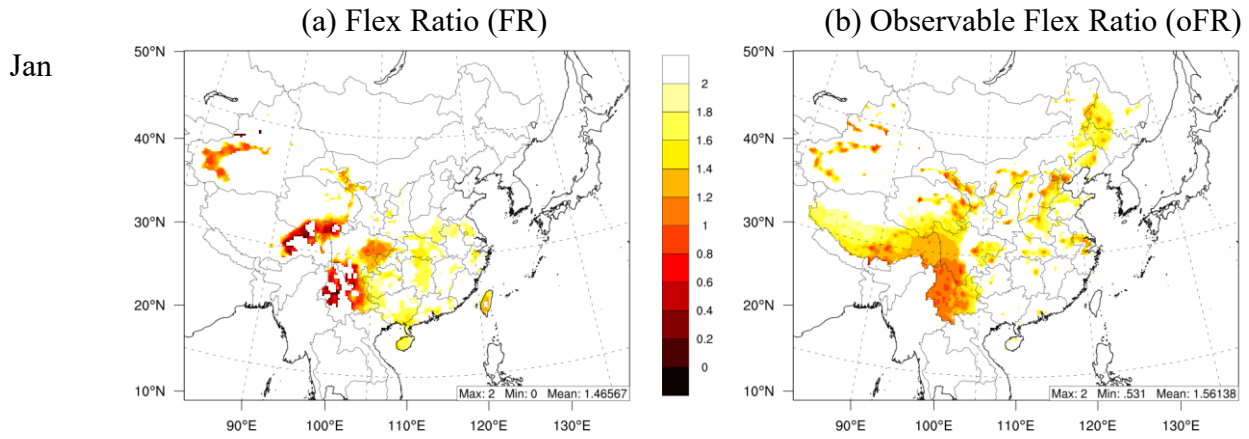 (a) Flex Ratio (FR)
(b) Observable Flex Ratio (oFR)
Jan
50°N
40°N
30°N
20°N
10°N
90°E
100°E
110°E
120°E
130°E
Max: 2 Min: 0 Mean: 1.46567
2
1.8
1.6
1.4
1.2
1
0.8
0.6
0.4
0.2
0
50°N
40°N
30°N
20°N
10°N
90°E
100°E
110°E
120°E
130°E
Max: 2 Min: .531 Mean: 1.56138